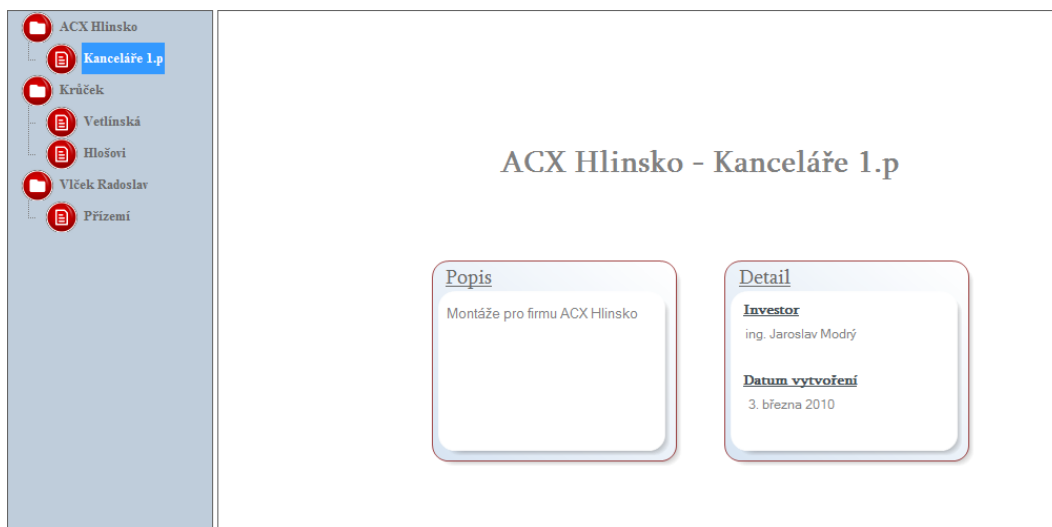 ACX Hlinsko
Kanceláře 1.p
Krůček
Vetlínská
Hlošovi
Vlček Radoslav
Přízemí
ACX Hlinsko - Kanceláře 1.p
Popis
Montáže pro firmu ACX Hlinsko
Detail
Investor
ing. Jaroslav Modrý
Datum vytvoření
3. března 2010